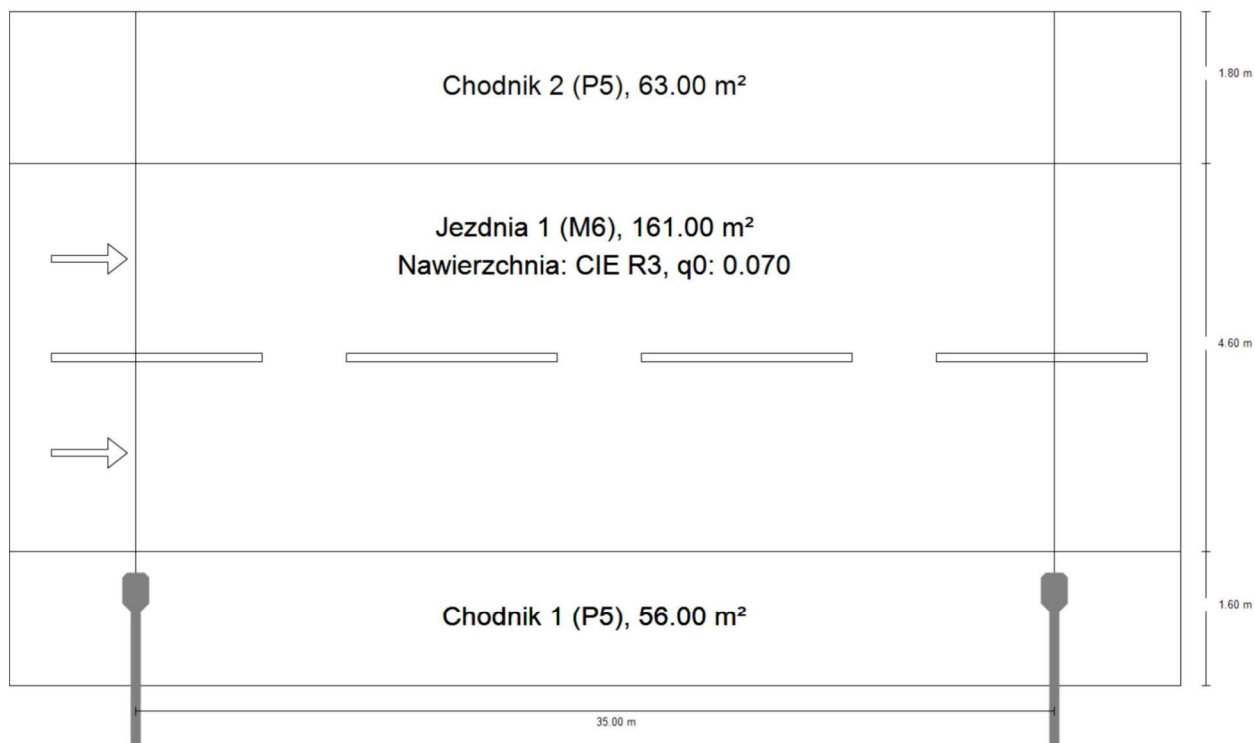 Chodnik 2 (P5), 63.00 m²
1.80 m
Jezdnia 1 (M6), 161.00 m²
Nawierzchnia: CIE R3, q0: 0.070
4.60 m
Chodnik 1 (P5), 56.00 m²
1.60 m
35.00 m